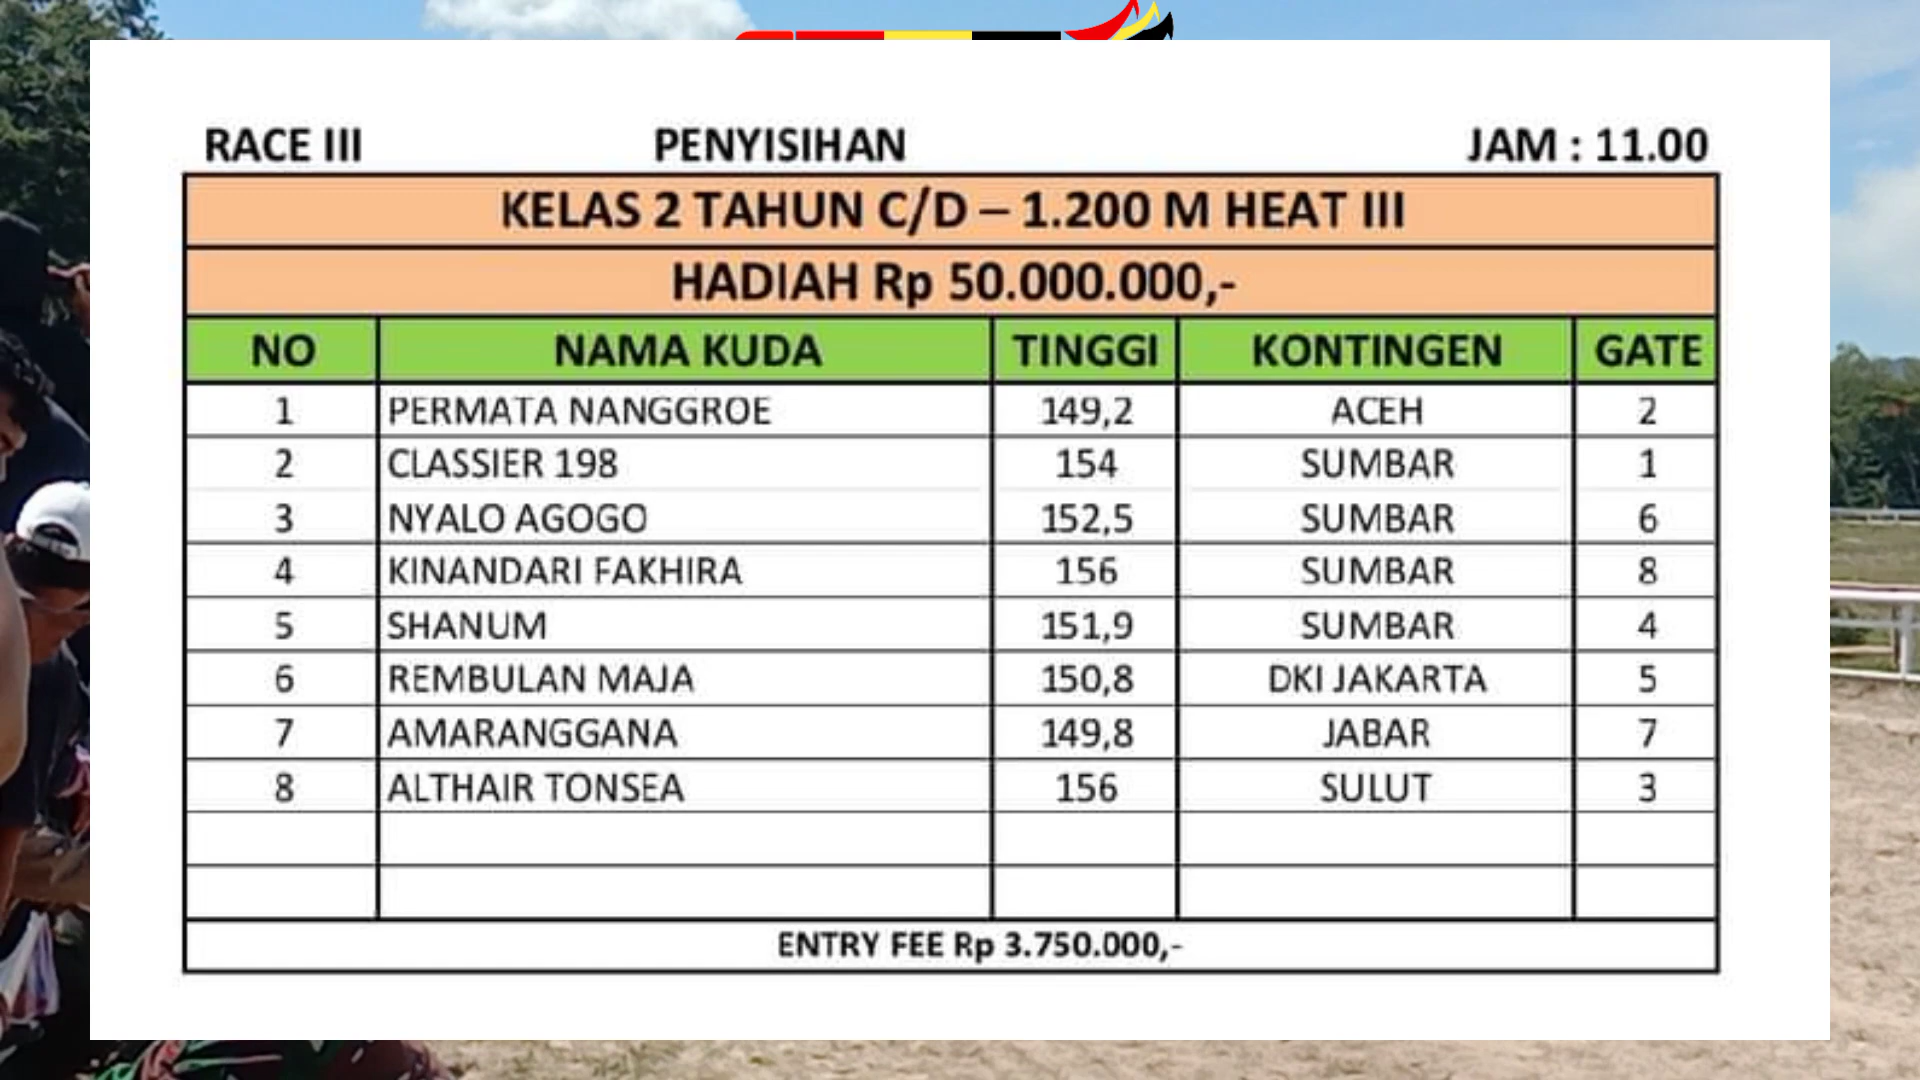 RACE III PENYISIHAN JAM : 11.00
KELAS 2 TAHUN C/D – 1.200 M HEAT III
HADIAH Rp 50.000.000,-
NO NAMA KUDA TINGGI KONTINGEN GATE
1 PERMATA NANGGROE 149,2 ACEH 2
2 CLASSIER 198 154 SUMBAR 1
3 NYALO AGOGO 152,5 SUMBAR 6
4 KINANDARI FAKHIRA 156 SUMBAR 8
5 SHANUM 151,9 SUMBAR 4
6 REMBULAN MAJA 150,8 DKI JAKARTA 5
7 AMARANGGANA 149,8 JABAR 7
8 ALTHAIR TONSEA 156 SULUT 3
ENTRY FEE Rp 3.750.000,-